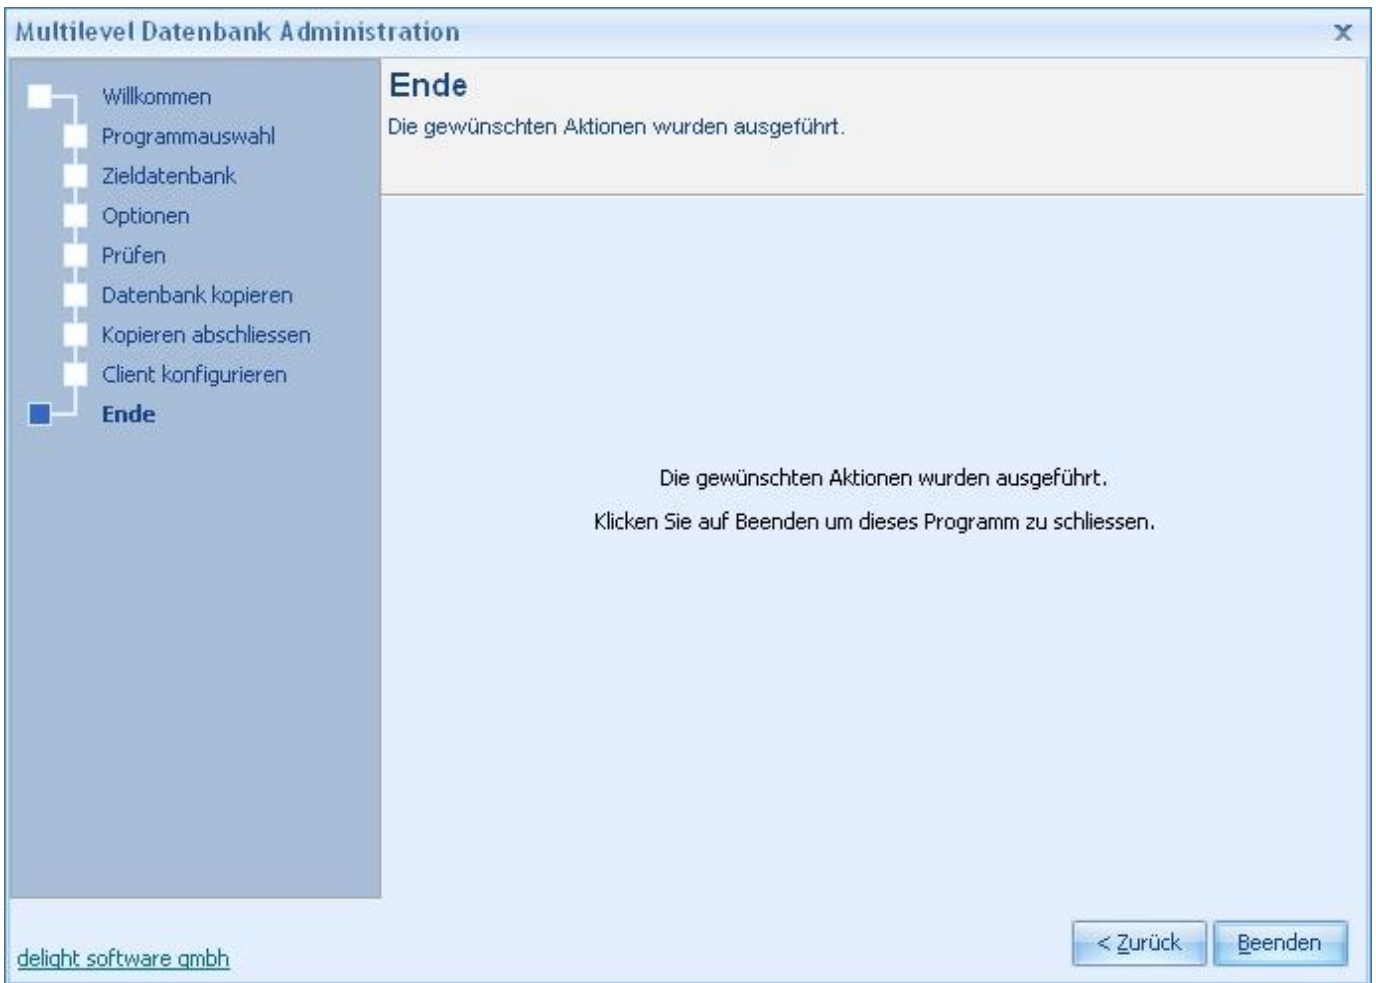 Multilevel Datenbank Administration
x
Willkommen
Programmauswahl
Zieldatenbank
Optionen
Prüfen
Datenbank kopieren
Kopieren abschliessen
Client konfigurieren
Ende
Ende
Die gewünschten Aktionen wurden ausgeführt.
Die gewünschten Aktionen wurden ausgeführt.
Klicken Sie auf Beenden um dieses Programm zu schliessen.
delight software gmbh
< Zurück
Beenden